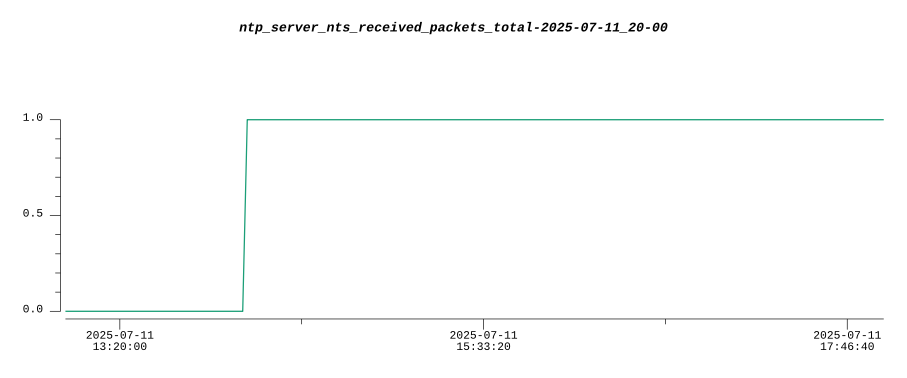 ntp_server_nts_received_packets_total-2025-07-11_20-00
1.0
0.5
0.0
2025-07-11 2025-07-11 2025-07-11
13:20:00 15:33:20 17:46:40